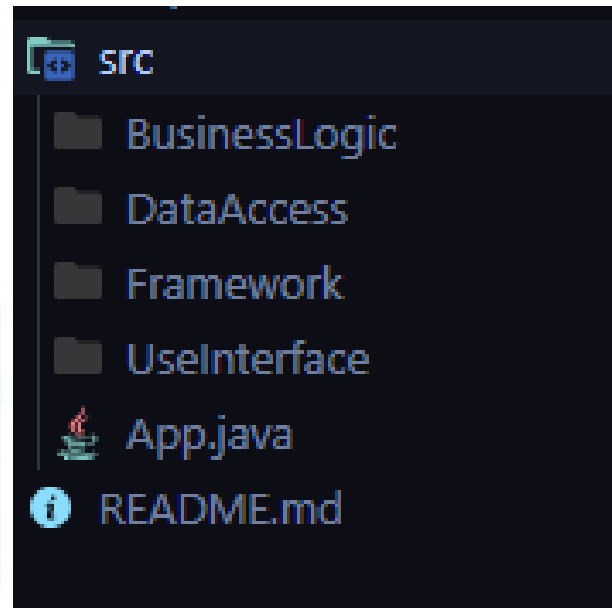 src
BusinessLogic
DataAccess
Framework
UseInterface
App.java
README.md